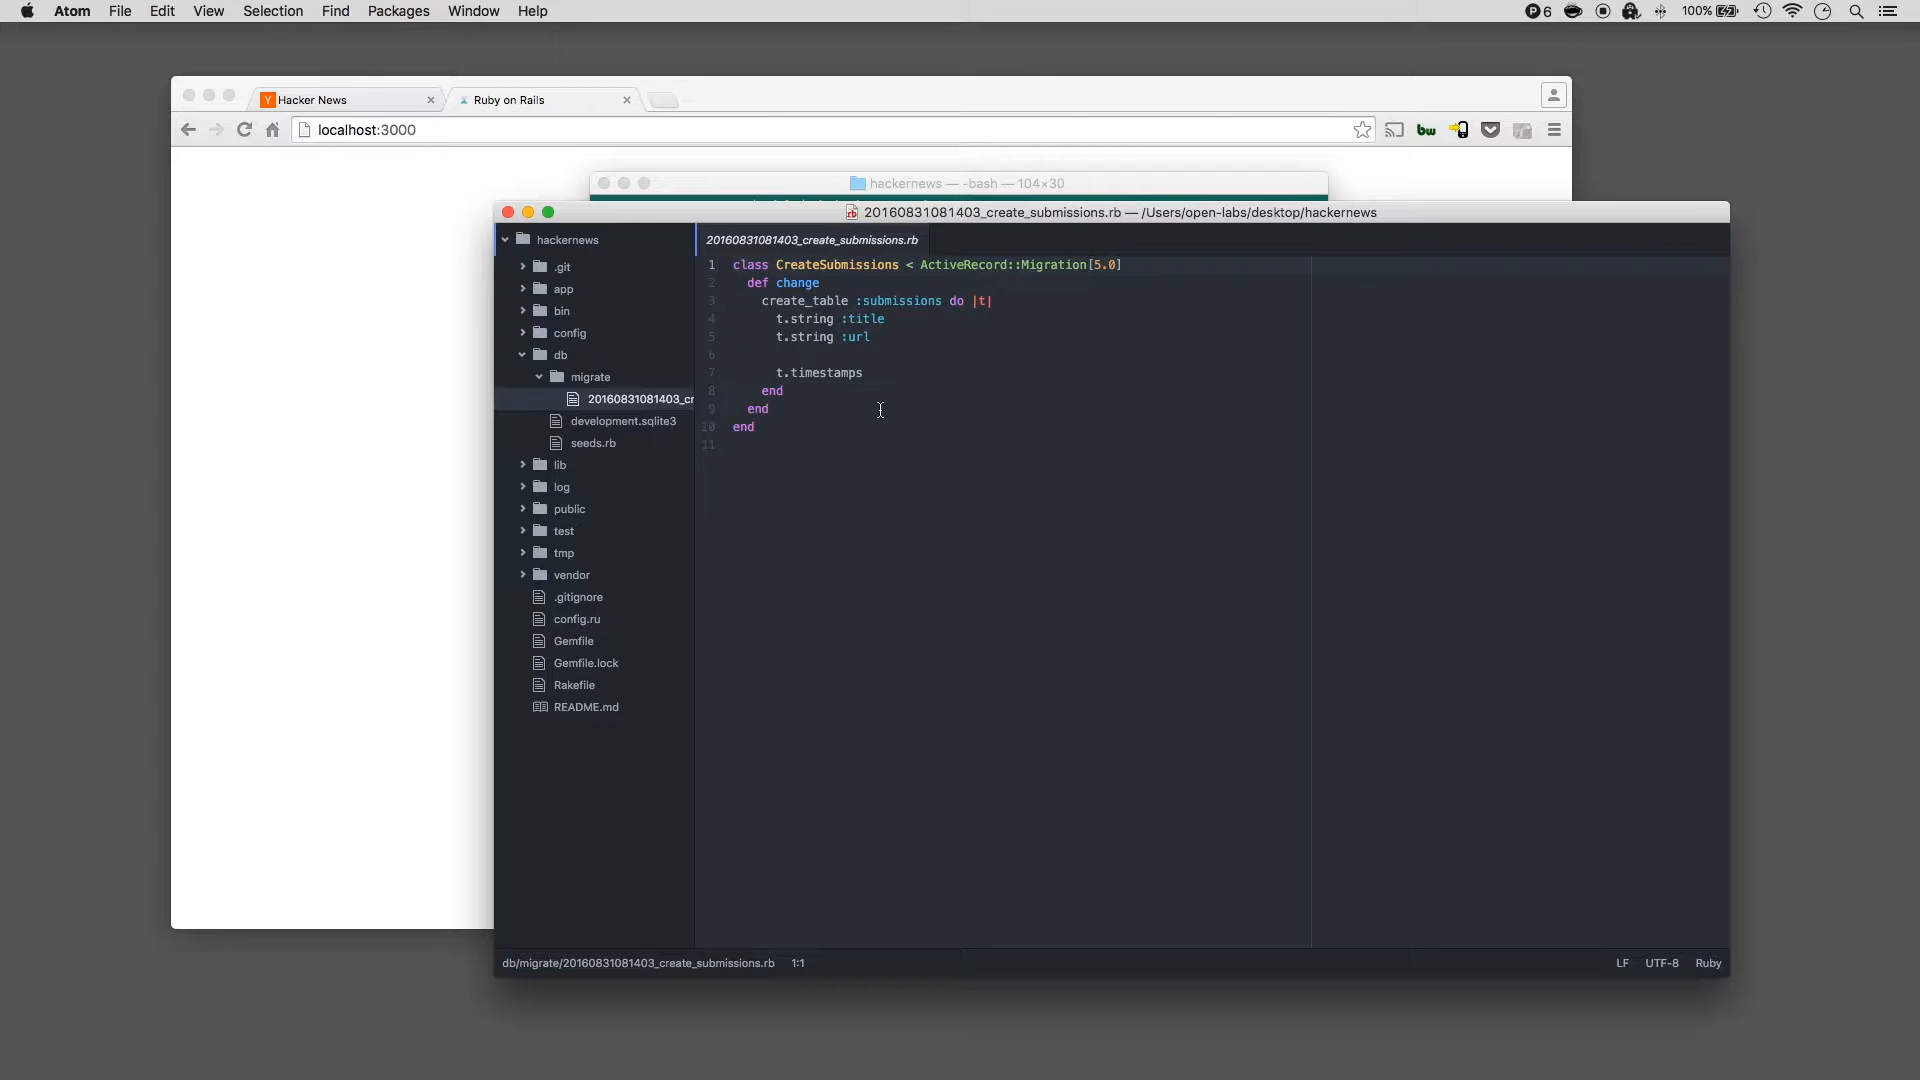 Atom File Edit View Selection Find Packages Window Help
6 100%
Hacker News
Ruby on Rails
localhost:3000
bw
hackernews — -bash — 104×30
20160831081403_create_submissions.rb — /Users/open-labs/desktop/hackernews
hackernews
.git
app
bin
config
db
migrate
20160831081403_cr
development.sqlite3
seeds.rb
lib
log
public
test
tmp
vendor
.gitignore
config.ru
Gemfile
Gemfile.lock
Rakefile
README.md
20160831081403_create_submissions.rb
1 class CreateSubmissions < ActiveRecord::Migration[5.0]
2 def change
3 create_table :submissions do |t|
4 t.string :title
5 t.string :url
6
7 t.timestamps
8 end
9 end
10 end
11
db/migrate/20160831081403_create_submissions.rb 1:1
LF UTF-8 Ruby